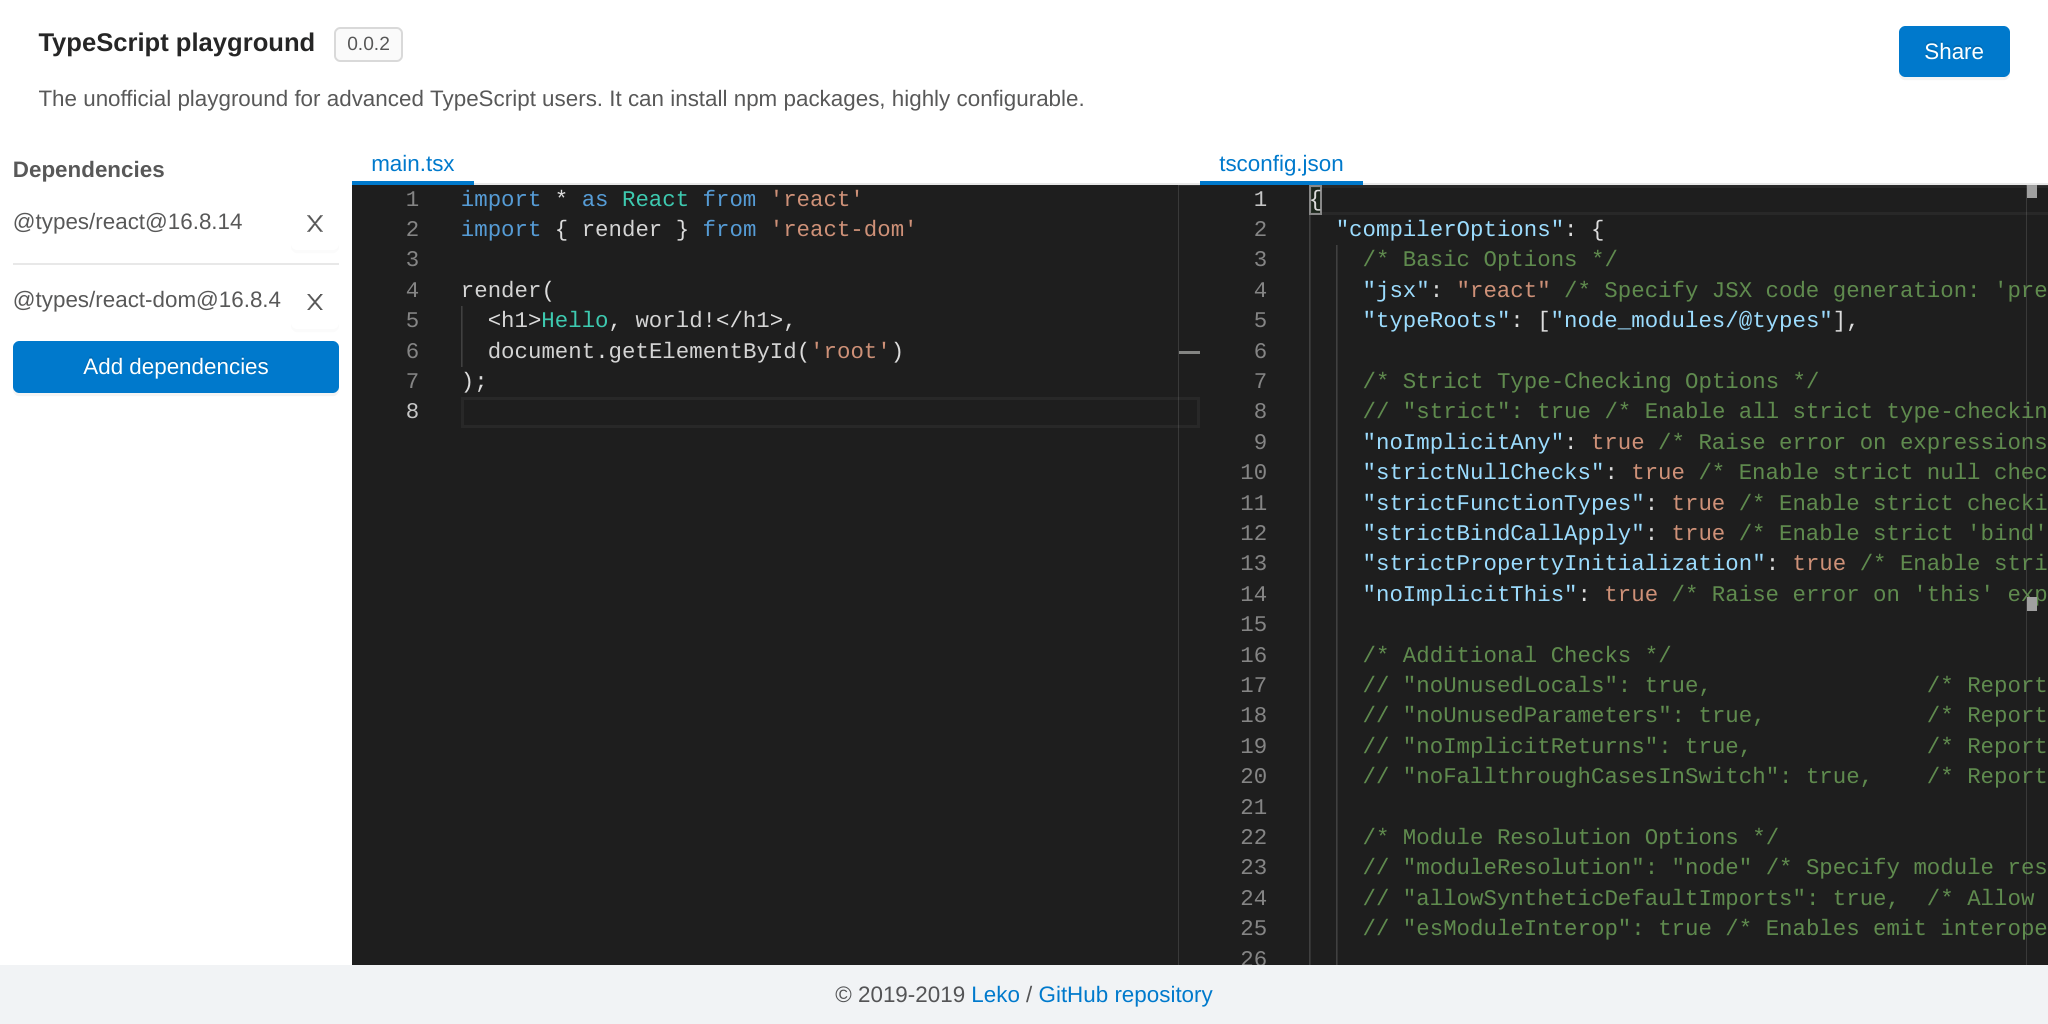 TypeScript playground 0.0.2
Share
The unofficial playground for advanced TypeScript users. It can install npm packages, highly configurable.
Dependencies
@types/react@16.8.14 X
@types/react-dom@16.8.4 X
Add dependencies
main.tsx
1 import * as React from 'react'
2 import { render } from 'react-dom'
3
4 render(
5   <h1>Hello, world!</h1>,
6   document.getElementById('root')
7 );
8
tsconfig.json
1 {
2   "compilerOptions": {
3     /* Basic Options */
4     "jsx": "react" /* Specify JSX code generation: 'pre
5     "typeRoots": ["node_modules/@types"],
6
7     /* Strict Type-Checking Options */
8     // "strict": true /* Enable all strict type-checkin
9     "noImplicitAny": true /* Raise error on expressions
10     "strictNullChecks": true /* Enable strict null chec
11     "strictFunctionTypes": true /* Enable strict checki
12     "strictBindCallApply": true /* Enable strict 'bind'
13     "strictPropertyInitialization": true /* Enable stri
14     "noImplicitThis": true /* Raise error on 'this' exp
15
16     /* Additional Checks */
17     // "noUnusedLocals": true,                /* Report
18     // "noUnusedParameters": true,            /* Report
19     // "noImplicitReturns": true,             /* Report
20     // "noFallthroughCasesInSwitch": true,    /* Report
21
22     /* Module Resolution Options */
23     // "moduleResolution": "node" /* Specify module res
24     // "allowSyntheticDefaultImports": true,  /* Allow
25     // "esModuleInterop": true /* Enables emit interope
26
© 2019-2019 Leko / GitHub repository